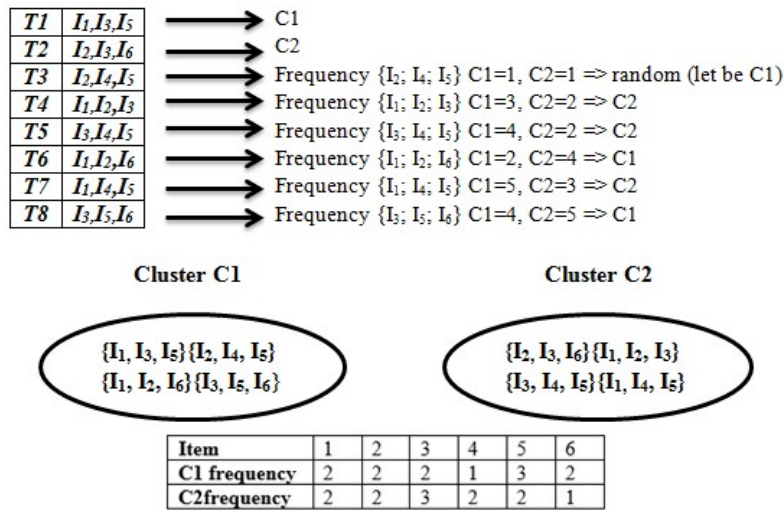 T1 I₁,I₃,I₅ C1
T2 I₂,I₃,I₆ C2
T3 I₂,I₄,I₅ Frequency {I₂; I₄; I₅} C1=1, C2=1 => random (let be C1)
T4 I₁,I₂,I₃ Frequency {I₁; I₂; I₃} C1=3, C2=2 => C2
T5 I₃,I₄,I₅ Frequency {I₃; I₄; I₅} C1=4, C2=2 => C2
T6 I₁,I₂,I₆ Frequency {I₁; I₂; I₆} C1=2, C2=4 => C1
T7 I₁,I₄,I₅ Frequency {I₁; I₄; I₅} C1=5, C2=3 => C2
T8 I₃,I₅,I₆ Frequency {I₃; I₅; I₆} C1=4, C2=5 => C1
Cluster C1 Cluster C2
{I₁, I₃, I₅}{I₂, I₄, I₅} {I₂, I₃, I₆}{I₁, I₂, I₃}
{I₁, I₂, I₆}{I₃, I₅, I₆} {I₃, I₄, I₅}{I₁, I₄, I₅}
Item 1 2 3 4 5 6
C1 frequency 2 2 2 1 3 2
C2frequency 2 2 3 2 2 1